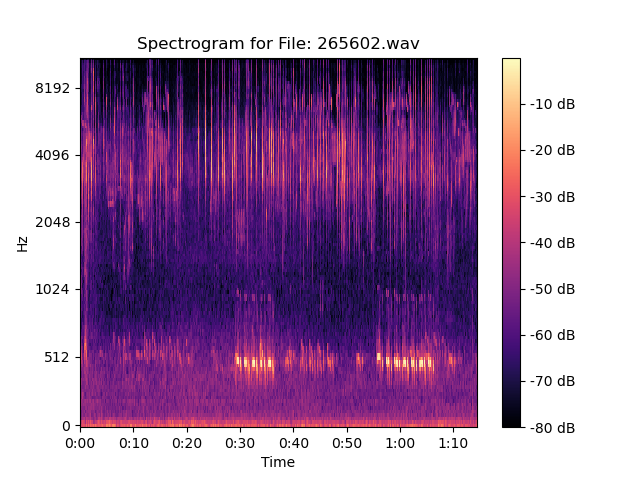 Spectrogram for File: 265602.wav
8192
4096
2048
1024
512
0
Hz
0:00 0:10 0:20 0:30 0:40 0:50 1:00 1:10
Time
-10 dB
-20 dB
-30 dB
-40 dB
-50 dB
-60 dB
-70 dB
-80 dB